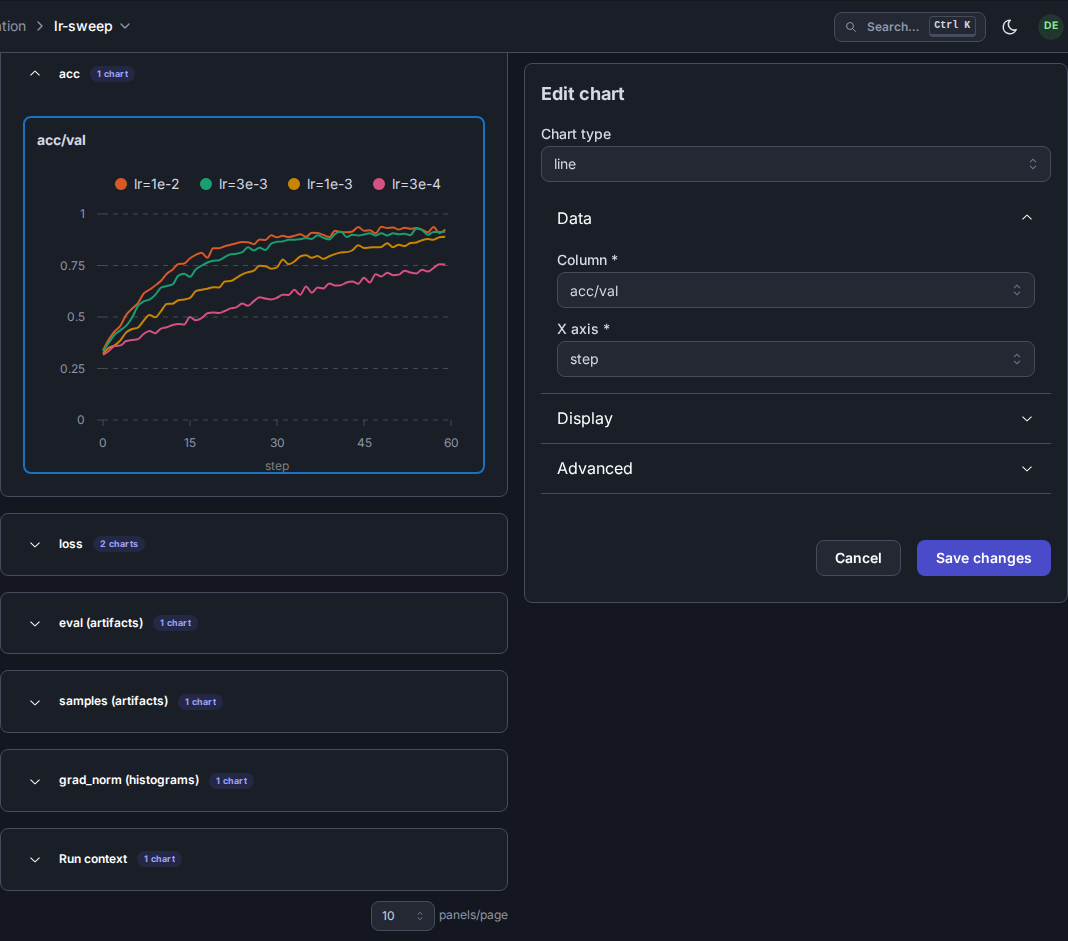 ation > lr-sweep
Search... Ctrl K
DE
acc 1 chart
acc/val
lr=1e-2 lr=3e-3 lr=1e-3 lr=3e-4
1
0.75
0.5
0.25
0
0 15 30 45 60
step
loss 2 charts
eval (artifacts) 1 chart
samples (artifacts) 1 chart
grad_norm (histograms) 1 chart
Run context 1 chart
10 panels/page
Edit chart
Chart type
line
Data
Column *
acc/val
X axis *
step
Display
Advanced
Cancel Save changes